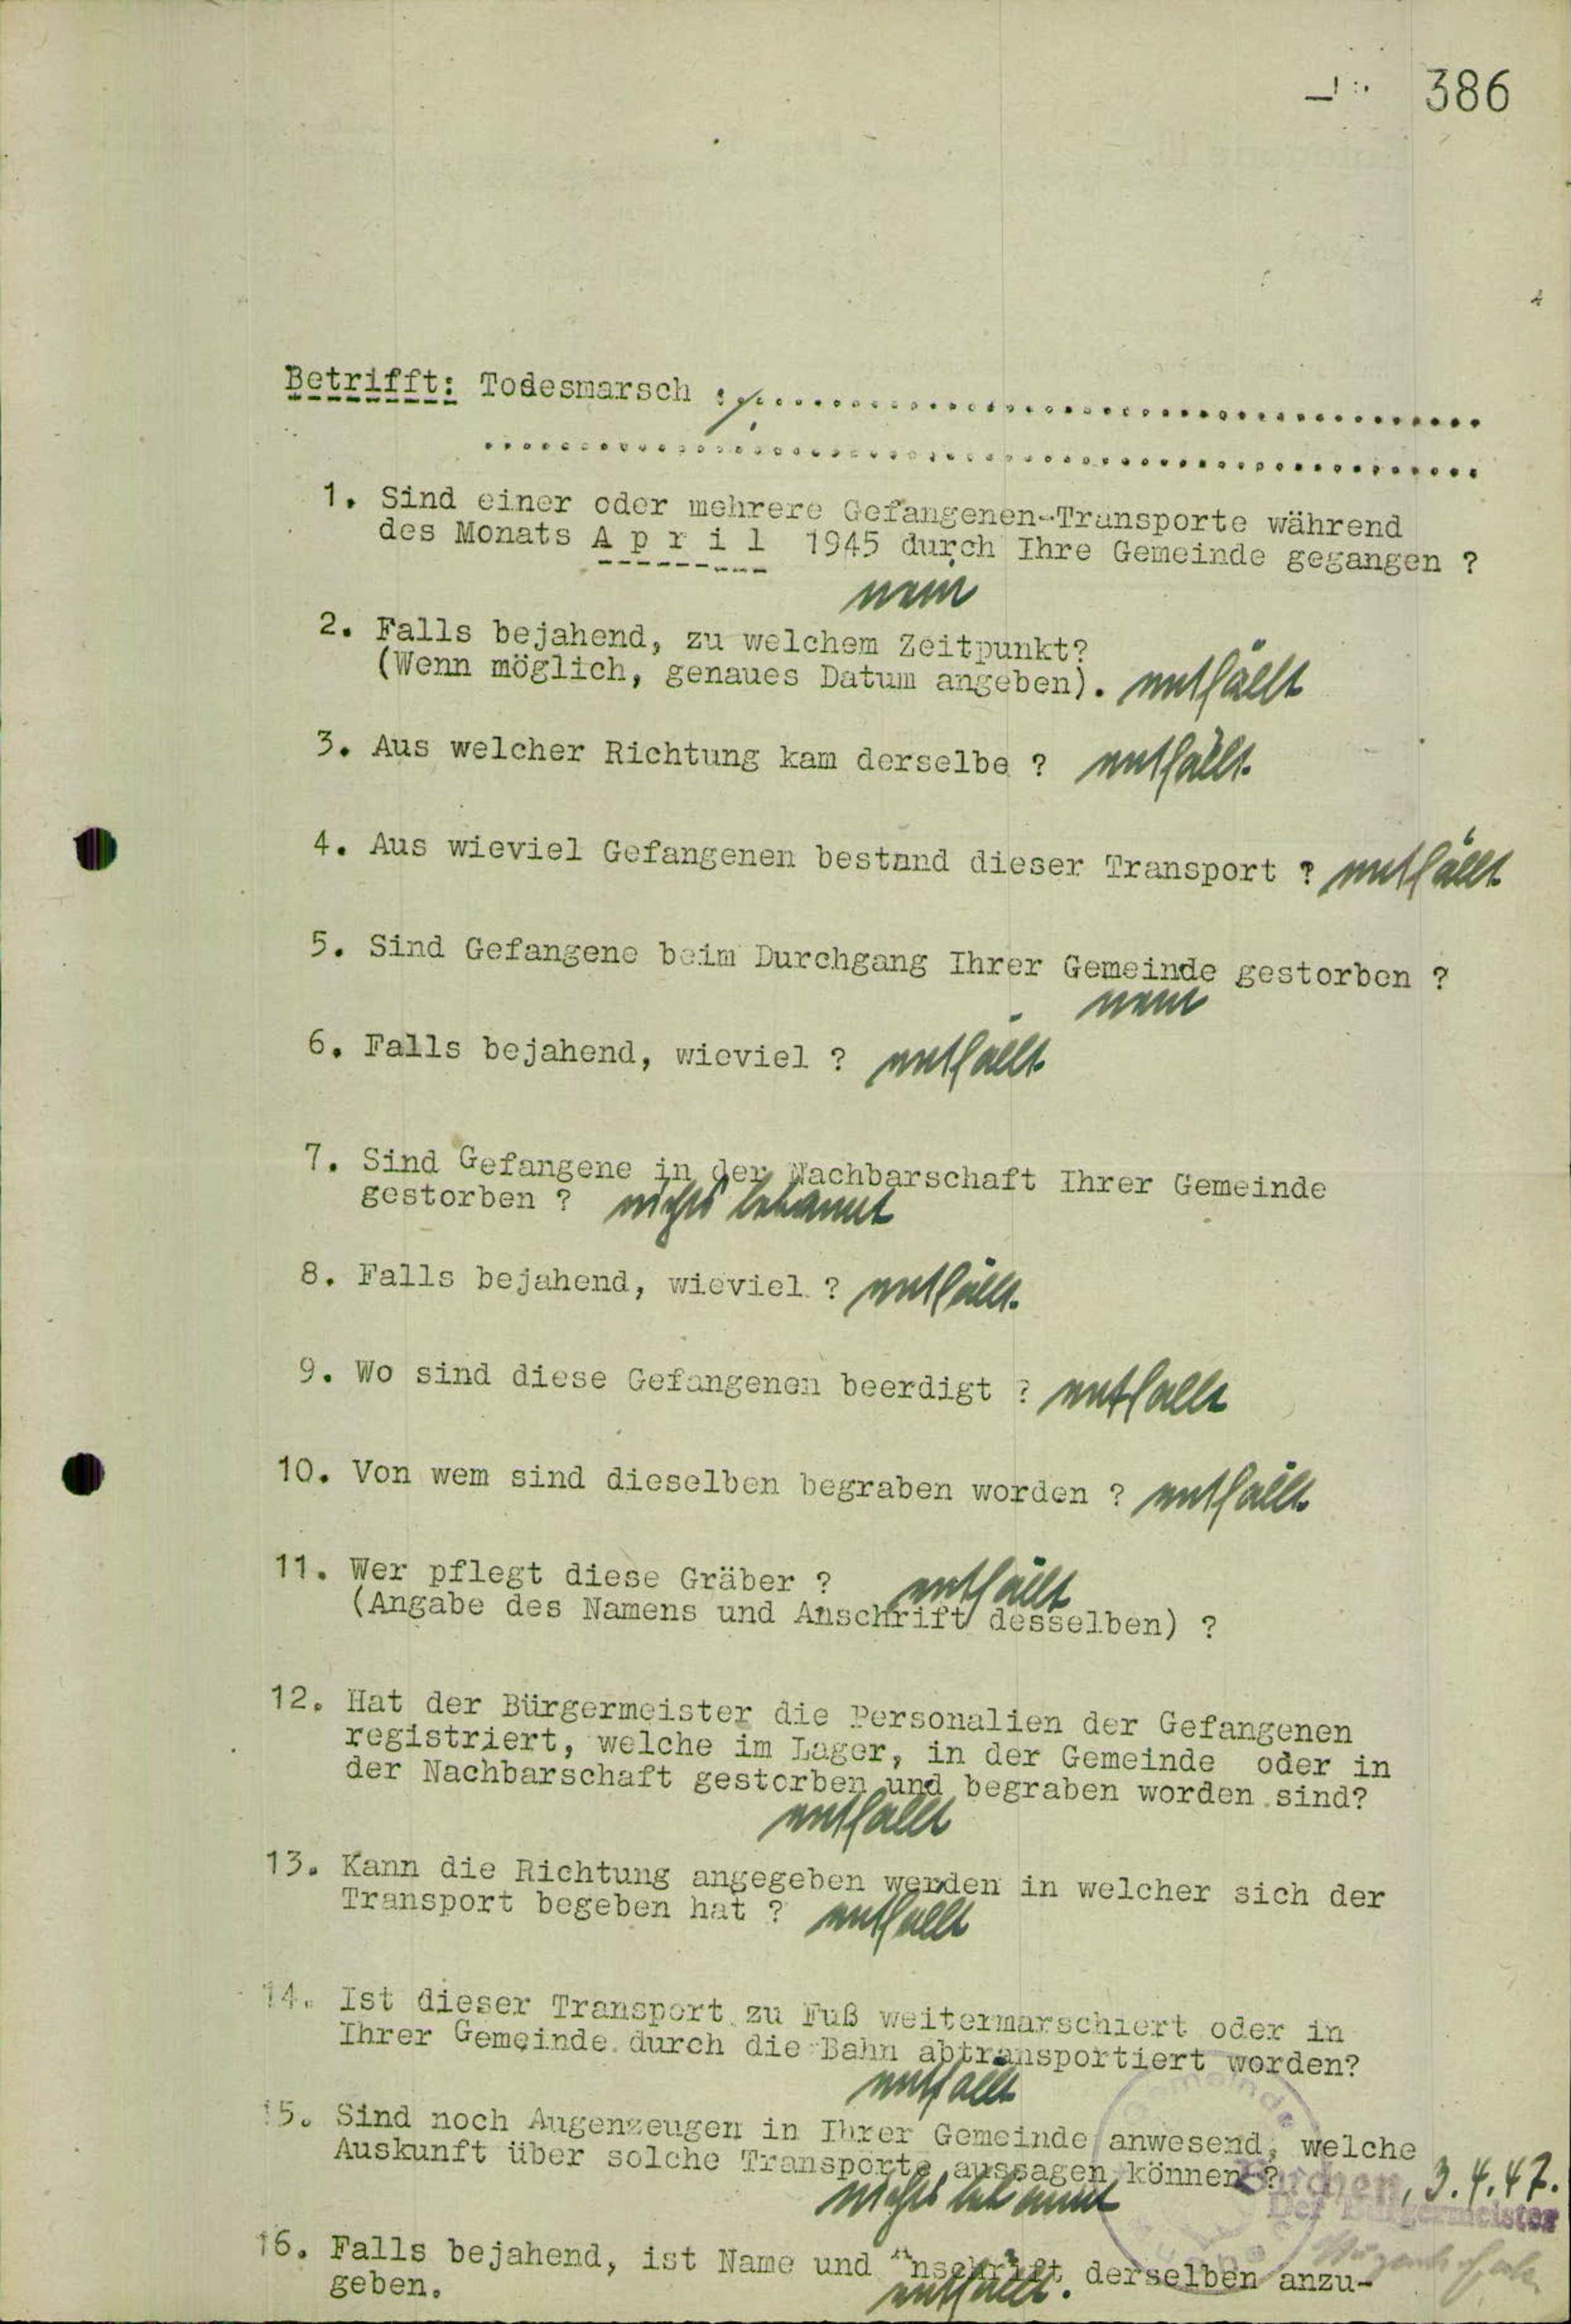 386
Betrifft: Todesmarsch :........................................
....................................................
1. Sind einer oder mehrere Gefangenen-Transporte während
des Monats A p r i l 1945 durch Ihre Gemeinde gegangen ?
nein
2. Falls bejahend, zu welchem Zeitpunkt?
(Wenn möglich, genaues Datum angeben). entfällt
3. Aus welcher Richtung kam derselbe ? entfällt.
4. Aus wieviel Gefangenen bestand dieser Transport ? entfällt
5. Sind Gefangene beim Durchgang Ihrer Gemeinde gestorben ?
nein
6. Falls bejahend, wieviel ? entfällt.
7. Sind Gefangene in der Nachbarschaft Ihrer Gemeinde
gestorben ? nichts bekannt
8. Falls bejahend, wieviel ? entfällt.
9. Wo sind diese Gefangenen beerdigt ? entfällt
10. Von wem sind dieselben begraben worden ? entfällt.
11. Wer pflegt diese Gräber ? entfällt
(Angabe des Namens und Anschrift desselben) ?
12. Hat der Bürgermeister die Personalien der Gefangenen
registriert, welche im Lager, in der Gemeinde oder in
der Nachbarschaft gestorben und begraben worden sind?
entfällt
13. Kann die Richtung angegeben werden in welcher sich der
Transport begeben hat ? entfällt
14. Ist dieser Transport zu Fuß weitermarschiert oder in
Ihrer Gemeinde durch die Bahn abtransportiert worden?
entfällt
Gemeinde
15. Sind noch Augenzeugen in Ihrer Gemeinde anwesend, welche
Auskunft über solche Transporte aussagen können ?
nichts bekannt
, 3.4.47.
Der Bürgermeister
16. Falls bejahend, ist Name und Anschrift derselben anzu-
geben. entfällt.